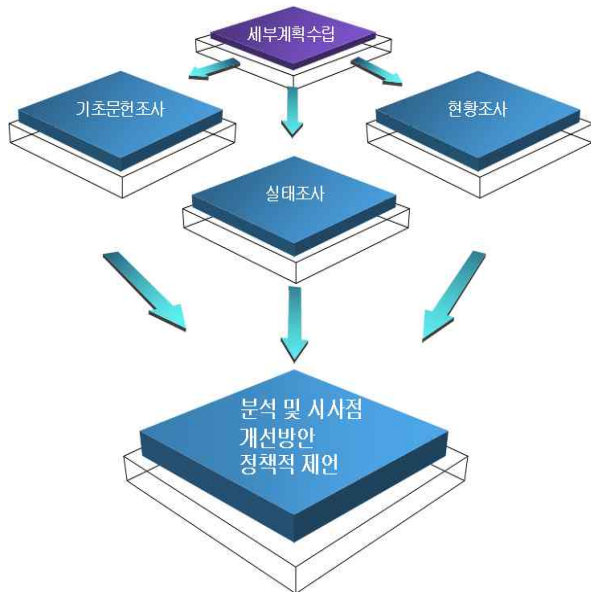 세부계획수립
기초문헌조사
현황조사
실태조사
분석 및 시사점
개선방안
정책적 제언